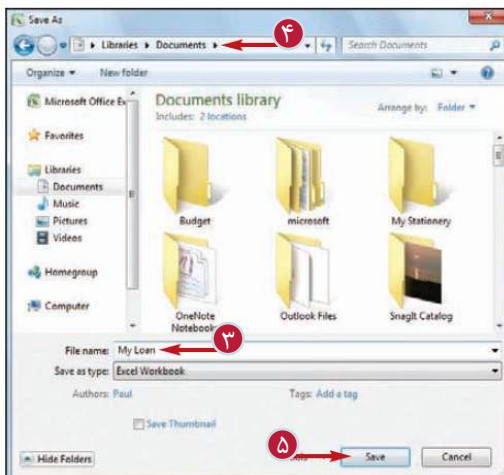 Save As
Libraries ▸ Documents ▸ ۴ Search Documents
Organize ▾ New folder
Microsoft Office Ex
Documents library
Includes: 2 locations
Arrange by: Folder ▾
Favorites
Libraries
Documents
Music
Pictures
Videos
Homegroup
Computer
Budget microsoft My Stationery
OneNote Notebooks Outlook Files SnagIt Catalog
File name: My Loan ۳
Save as type: Excel Workbook
Authors: Paul Tags: Add a tag
Save Thumbnail
Hide Folders ۵ Save Cancel